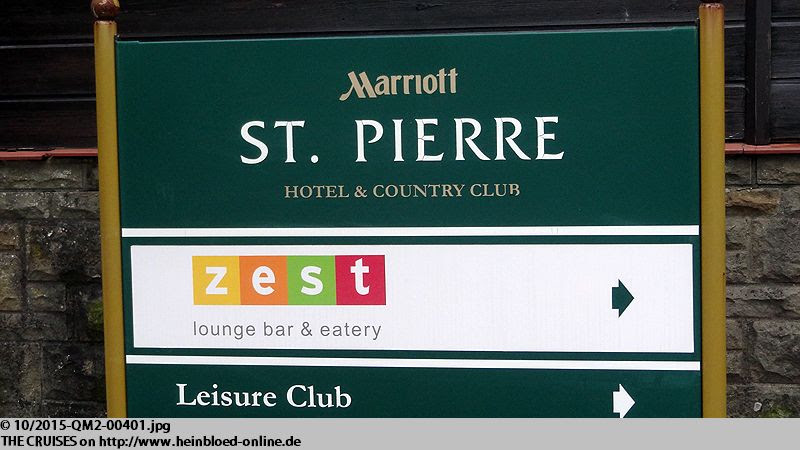 Marriott
ST. PIERRE
HOTEL & COUNTRY CLUB
zest
lounge bar & eatery
Leisure Club
© 10/2015-QM2-00401.jpg
THE CRUISES on http://www.heinbloed-online.de